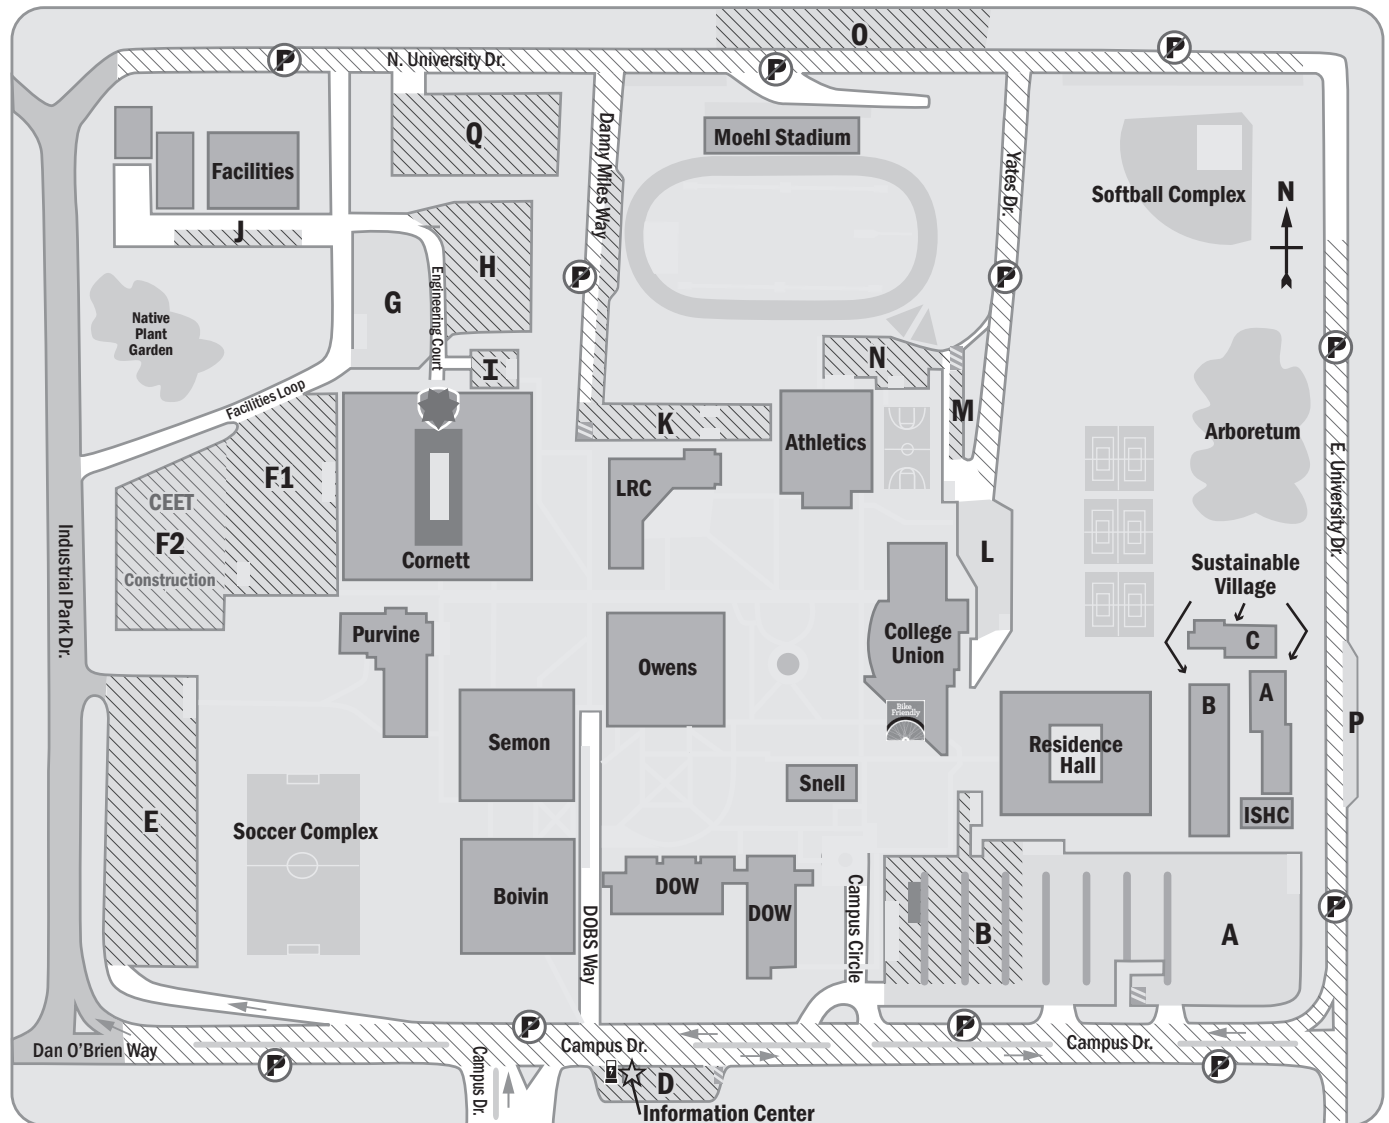 O
P
P
P
N. University Dr.
Q
Danny Miles Way
Moehl Stadium
Yates Dr.
Softball Complex
N
Facilities
J
H
G
Engineering Court
P
P
Native
Plant
Garden
I
N
P
Facilities Loop
K
M
Athletics
Arboretum
E. University Dr.
F1
LRC
CEET
F2
Construction
Cornett
Industrial Park Dr.
L
Sustainable
Village
Purvine
College
Union
C
Owens
B
A
Bike
Friendly
P
Semon
Residence
Hall
Snell
ISHC
E
Soccer Complex
Boivin
DOW
DOW
DOBS Way
Campus Circle
B
A
P
P
P
Dan O'Brien Way
Campus Dr.
Campus Dr.
P
P
Campus Dr.
D
Information Center